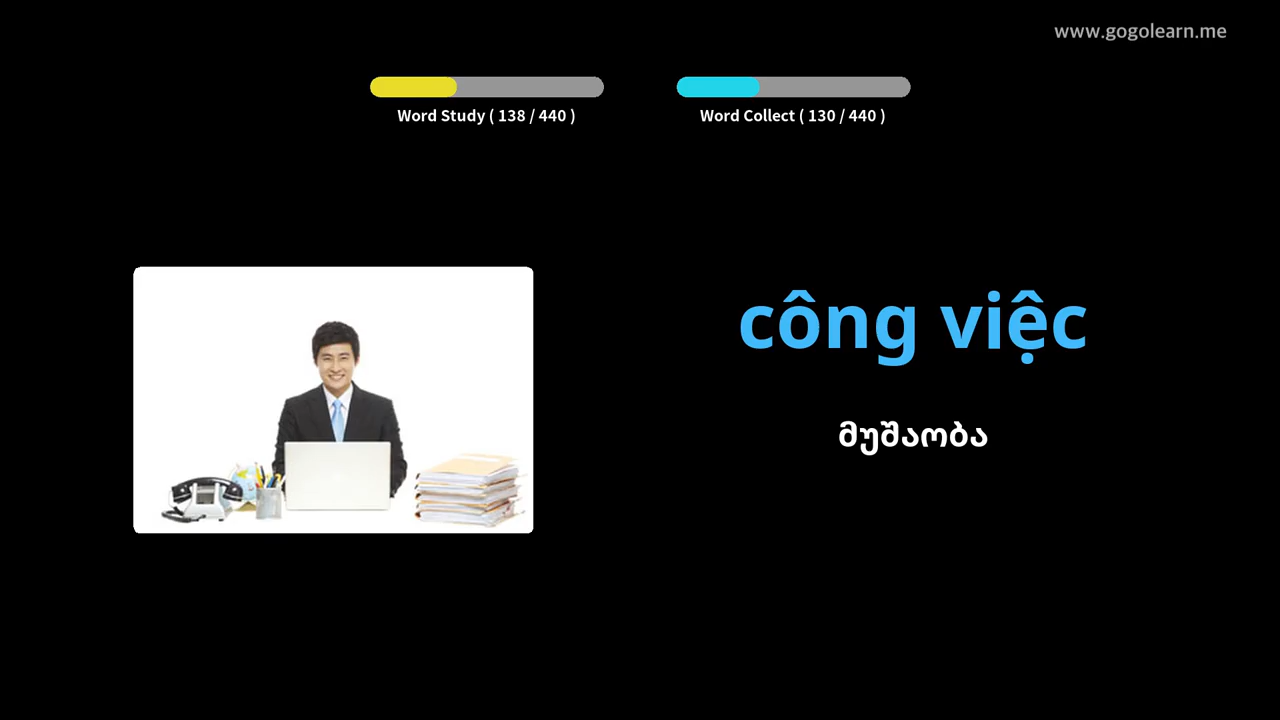 www.gogolearn.me
Word Study ( 138 / 440 )
Word Collect ( 130 / 440 )
công việc
მუშაობა